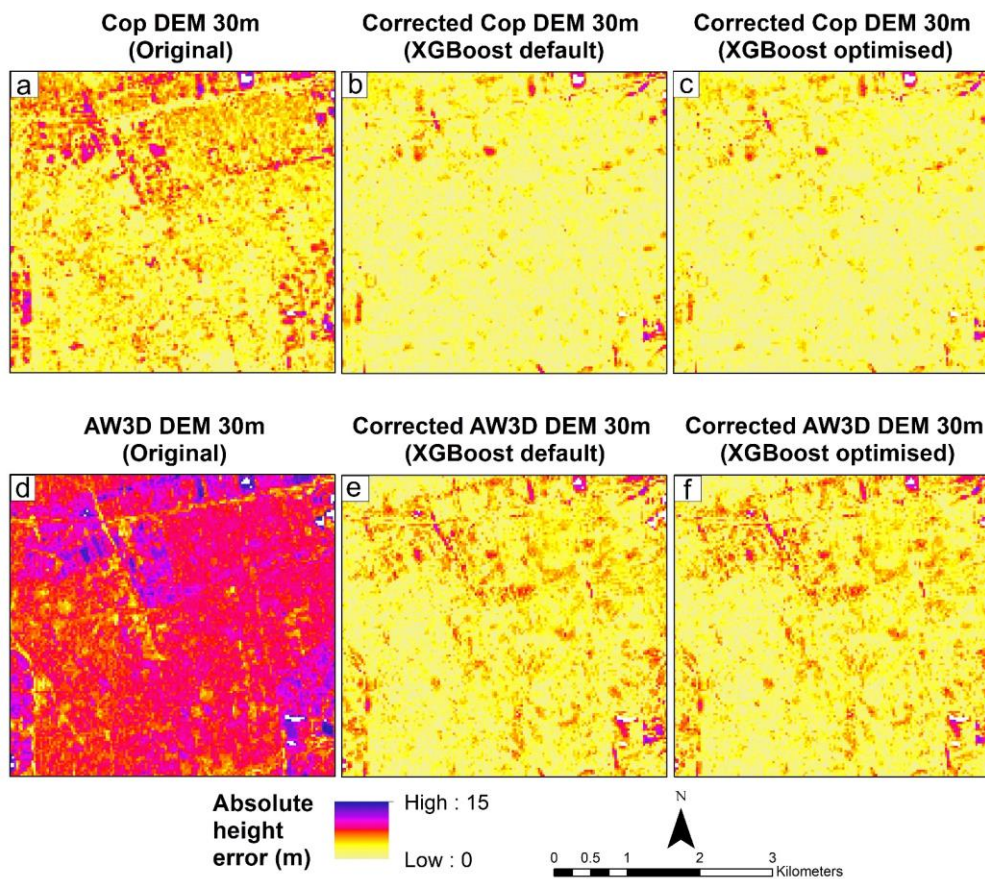 Cop DEM 30m
(Original)
Corrected Cop DEM 30m
(XGBoost default)
Corrected Cop DEM 30m
(XGBoost optimised)
a
b
c
AW3D DEM 30m
(Original)
Corrected AW3D DEM 30m
(XGBoost default)
Corrected AW3D DEM 30m
(XGBoost optimised)
d
e
f
Absolute
height
error (m)
High : 15
Low : 0
N
0 0.5 1 2 3
Kilometers